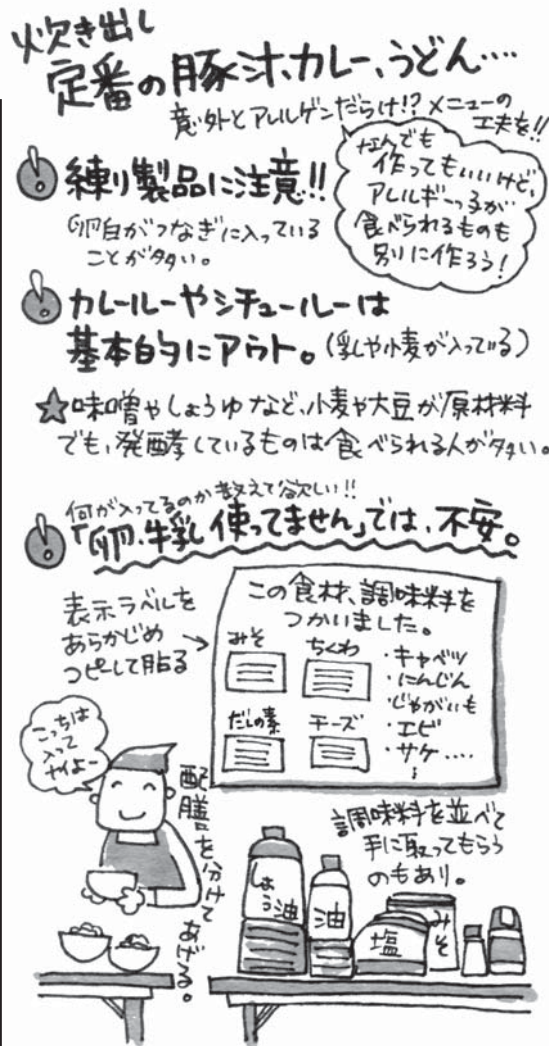 炊き出し
定番の豚汁、カレー、うどん‥‥
意外とアレルゲンだらけ!? メニューの
工夫を!!
なんでも
作ってもいいけど、
アレルギーっ子が
食べられるものも
別に作ろう!
練り製品に注意!!
卵白がつなぎに入っている
ことが多い。
カレールーやシチュールーは
基本的にアウト。(乳や小麦が入ってる)
☆味噌やしょうゆなど、小麦や大豆が原材料
でも、発酵しているものは食べられる人が多い。
何が入ってるのか教えて欲しい!!
「卵、牛乳使ってません」では、不安。
表示ラベルを
あらかじめ
コピーして貼る
この食材、調味料を
つかいました。
みそ
ちくわ
だしの素
チーズ
・キャベツ
・にんじん
・じゃがいも
・エビ
・サケ‥‥
こっちは
入って
ないよー
配膳を分けてあげる。
調味料を並べて
手に取ってもらう
のもあり。
しょう油
油
塩
みそ